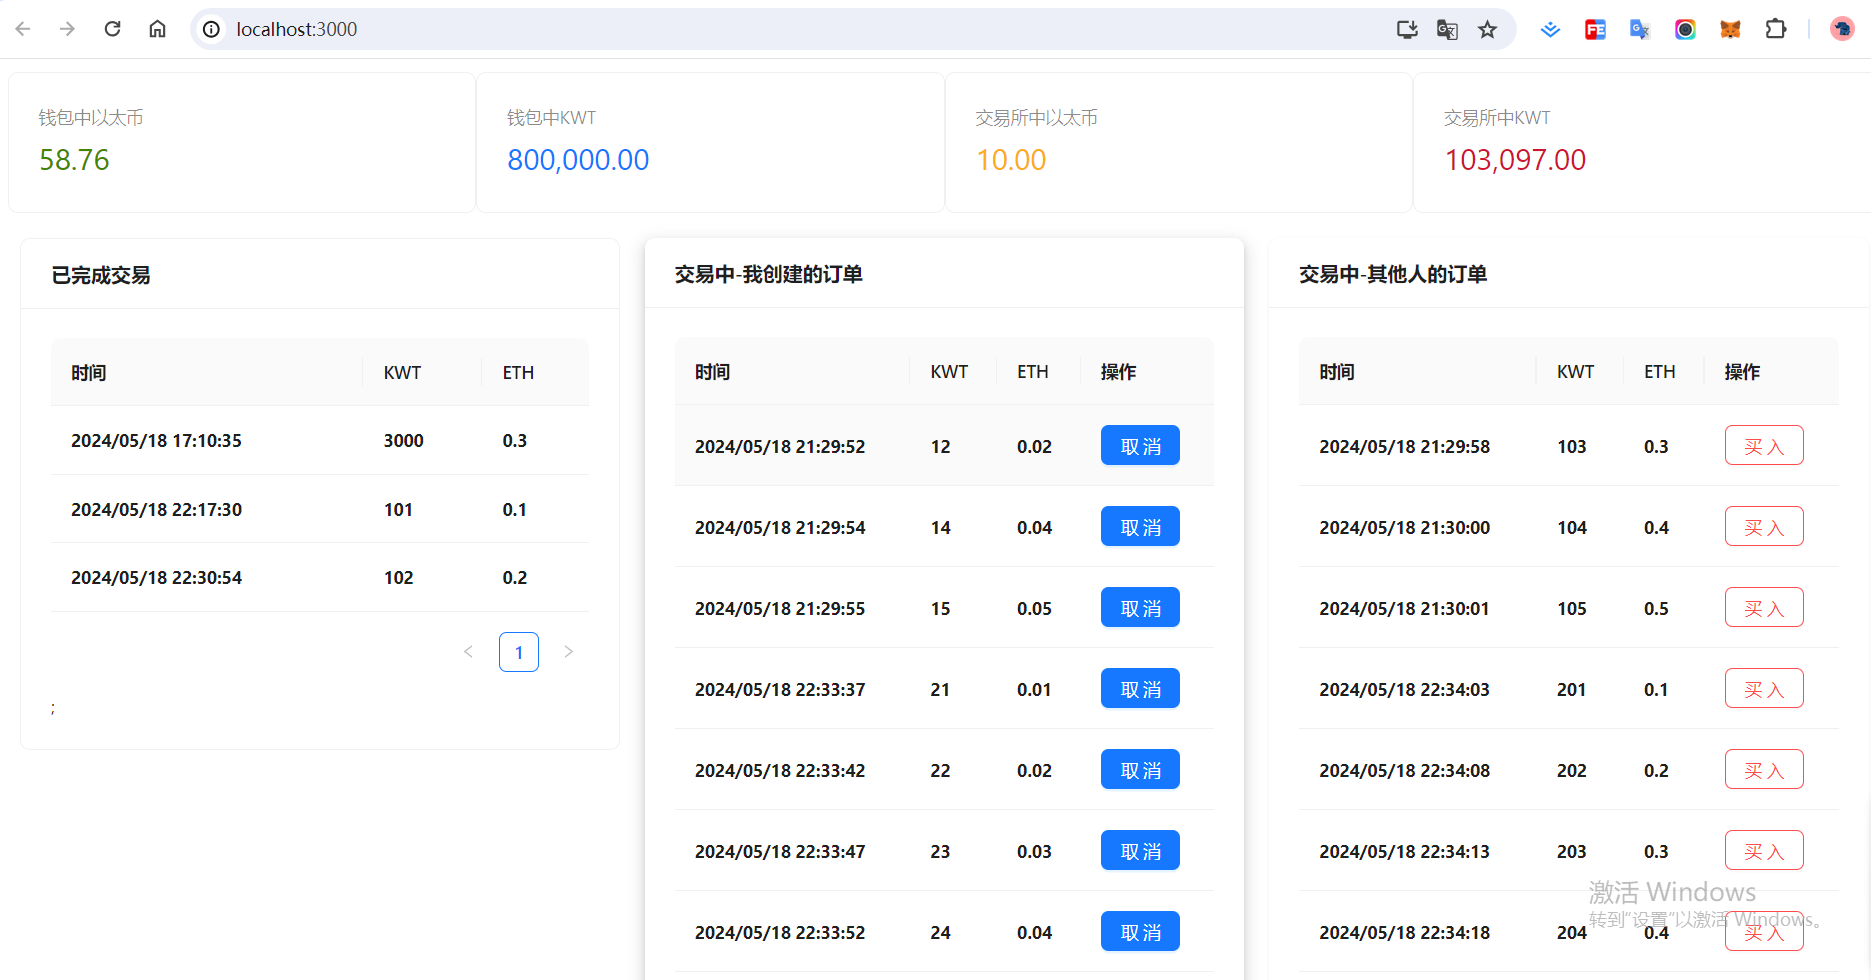 localhost:3000
钱包中以太币
58.76
钱包中KWT
800,000.00
交易所中以太币
10.00
交易所中KWT
103,097.00
已完成交易
时间 KWT ETH
2024/05/18 17:10:35 3000 0.3
2024/05/18 22:17:30 101 0.1
2024/05/18 22:30:54 102 0.2
1
;
交易中-我创建的订单
时间 KWT ETH 操作
2024/05/18 21:29:52 12 0.02 取 消
2024/05/18 21:29:54 14 0.04 取 消
2024/05/18 21:29:55 15 0.05 取 消
2024/05/18 22:33:37 21 0.01 取 消
2024/05/18 22:33:42 22 0.02 取 消
2024/05/18 22:33:47 23 0.03 取 消
2024/05/18 22:33:52 24 0.04 取 消
交易中-其他人的订单
时间 KWT ETH 操作
2024/05/18 21:29:58 103 0.3 买 入
2024/05/18 21:30:00 104 0.4 买 入
2024/05/18 21:30:01 105 0.5 买 入
2024/05/18 22:34:03 201 0.1 买 入
2024/05/18 22:34:08 202 0.2 买 入
2024/05/18 22:34:13 203 0.3 买 入
2024/05/18 22:34:18 204 0.4 买 入
激活 Windows
转到“设置”以激活 Windows。